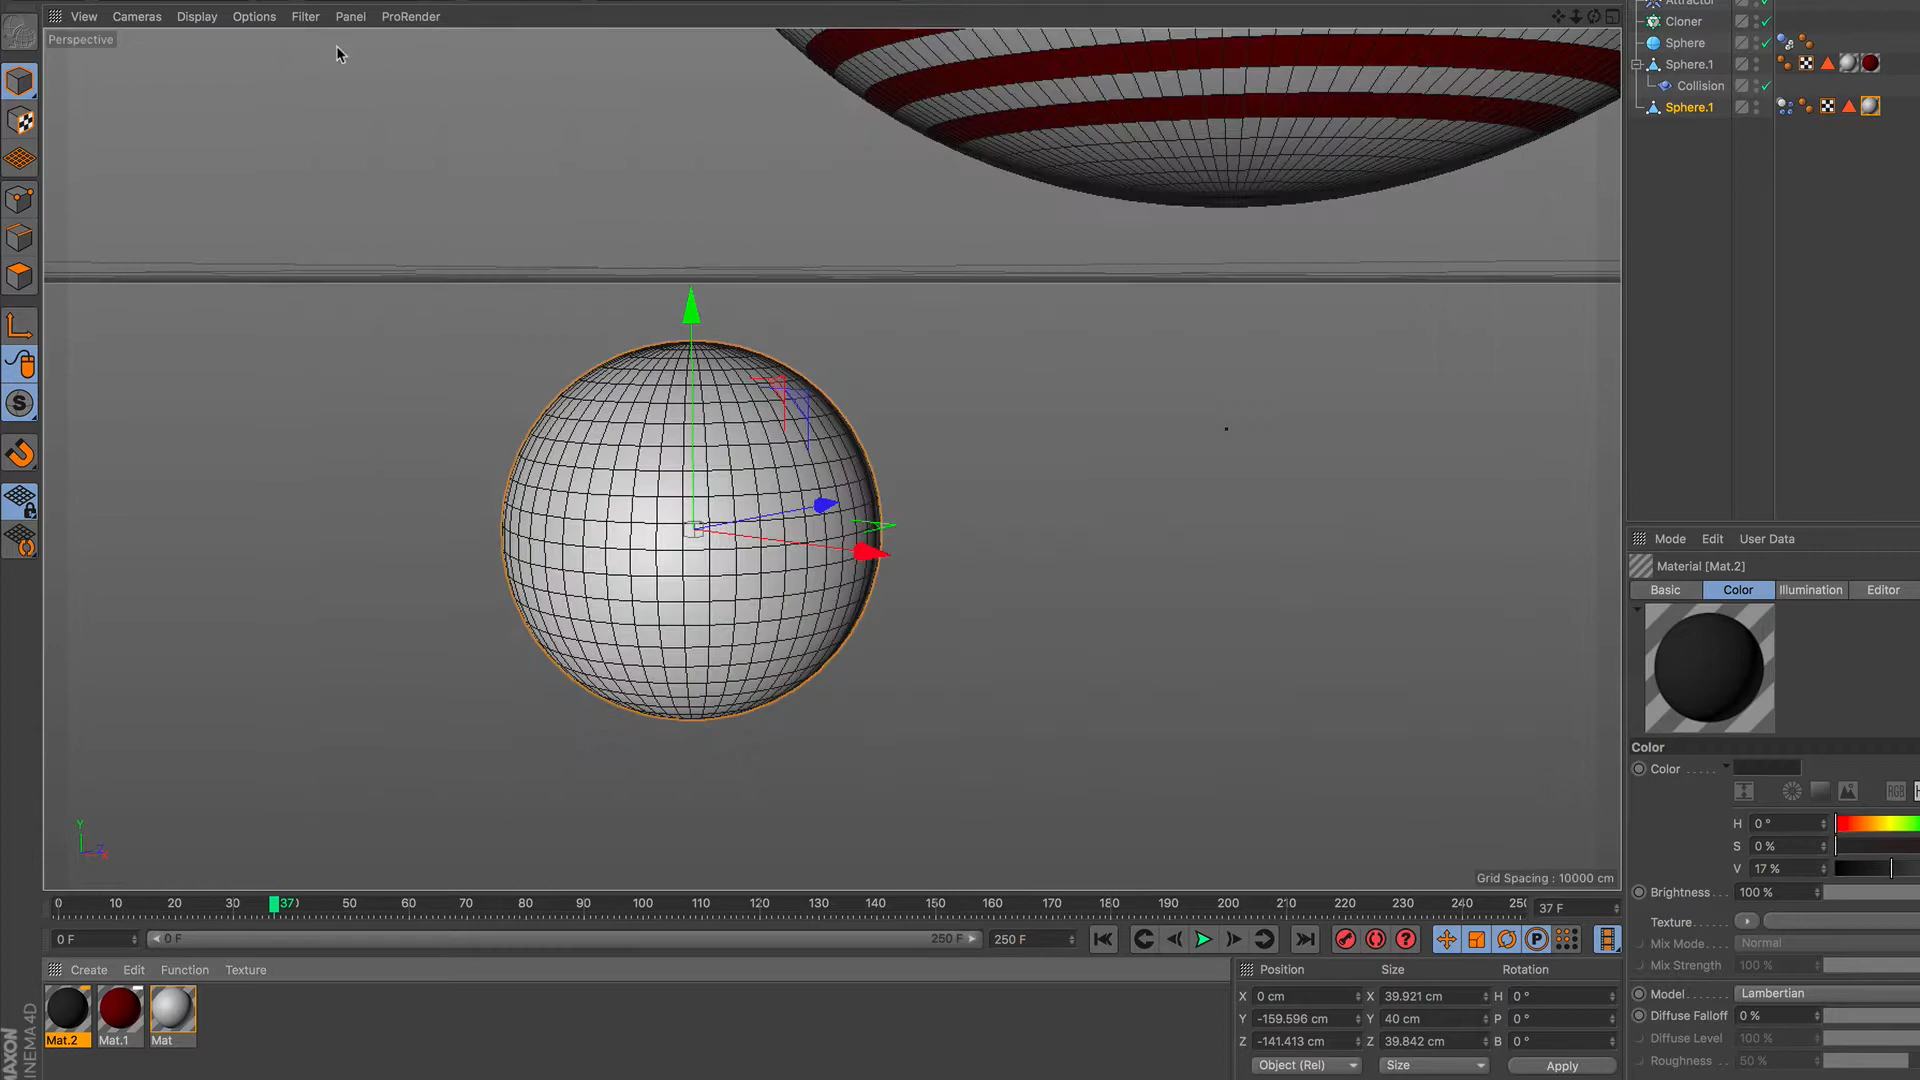 View Cameras Display Options Filter Panel ProRender
Perspective
Attractor
Cloner
Sphere
Sphere.1
Collision
Sphere.1
Grid Spacing : 10000 cm
0 10 20 30 37 50 60 70 80 90 100 110 120 130 140 150 160 170 180 190 200 210 220 230 240 250
37 F
0 F 0 F 250 F 250 F
Create Edit Function Texture
Mat.2 Mat.1 Mat
Position Size Rotation
X 0 cm X 39.921 cm H 0 °
Y -159.596 cm Y 40 cm P 0 °
Z -141.413 cm Z 39.842 cm B 0 °
Object (Rel) Size Apply
Mode Edit User Data
Material [Mat.2]
Basic Color Illumination Editor
Color
Color . . . . .
RGB
H 0 °
S 0 %
V 17 %
Brightness . . . 100 %
Texture . . . . .
Mix Mode . . Normal
Mix Strength 100 %
Model . . . . . Lambertian
Diffuse Falloff 0 %
Diffuse Level 100 %
Roughness 50 %
MAXON
CINEMA4D